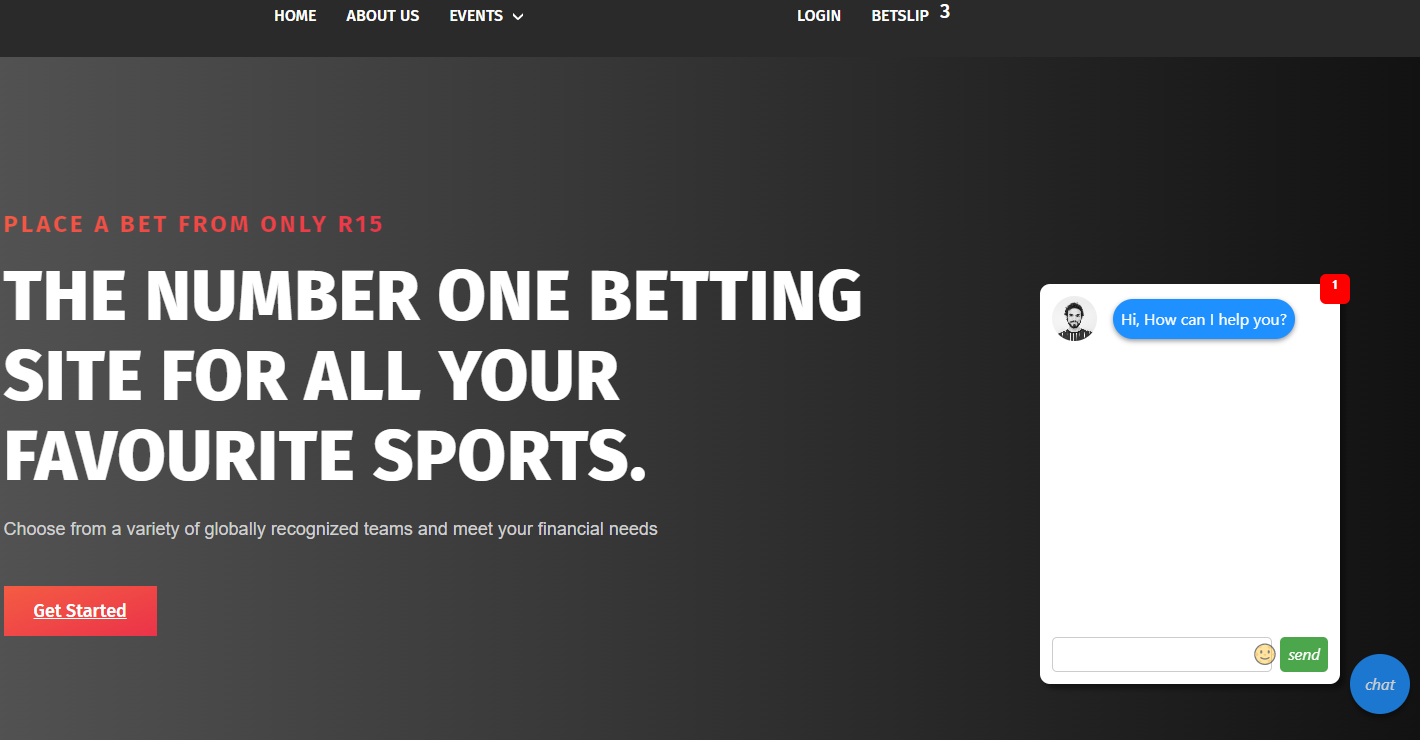 HOME ABOUT US EVENTS LOGIN BETSLIP 3
PLACE A BET FROM ONLY R15
THE NUMBER ONE BETTING
SITE FOR ALL YOUR
FAVOURITE SPORTS.
Choose from a variety of globally recognized teams and meet your financial needs
Get Started
1
Hi, How can I help you?
send
chat